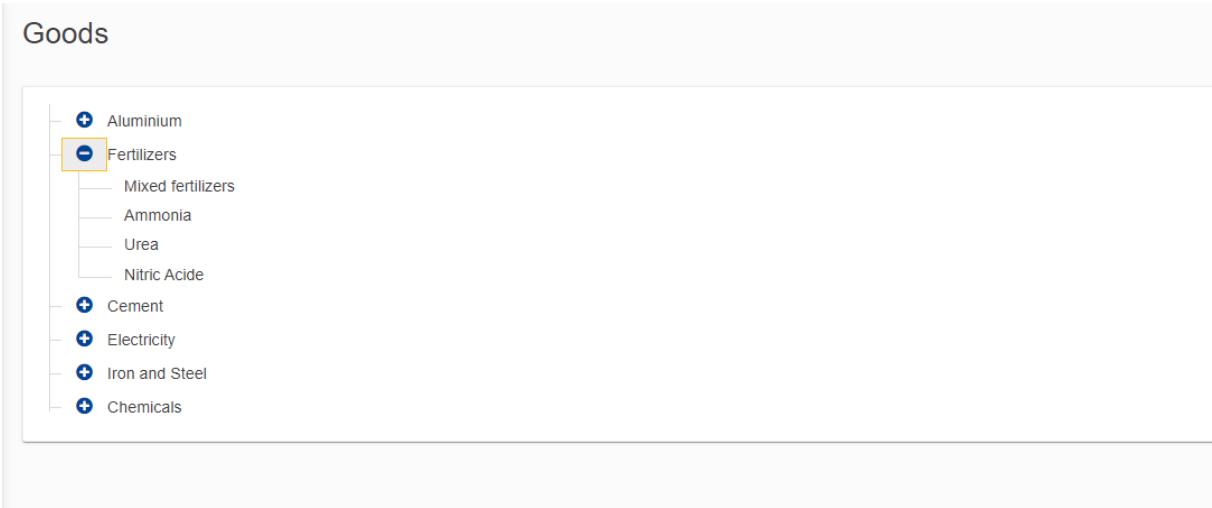 Goods
Aluminium
Fertilizers
Mixed fertilizers
Ammonia
Urea
Nitric Acide
Cement
Electricity
Iron and Steel
Chemicals